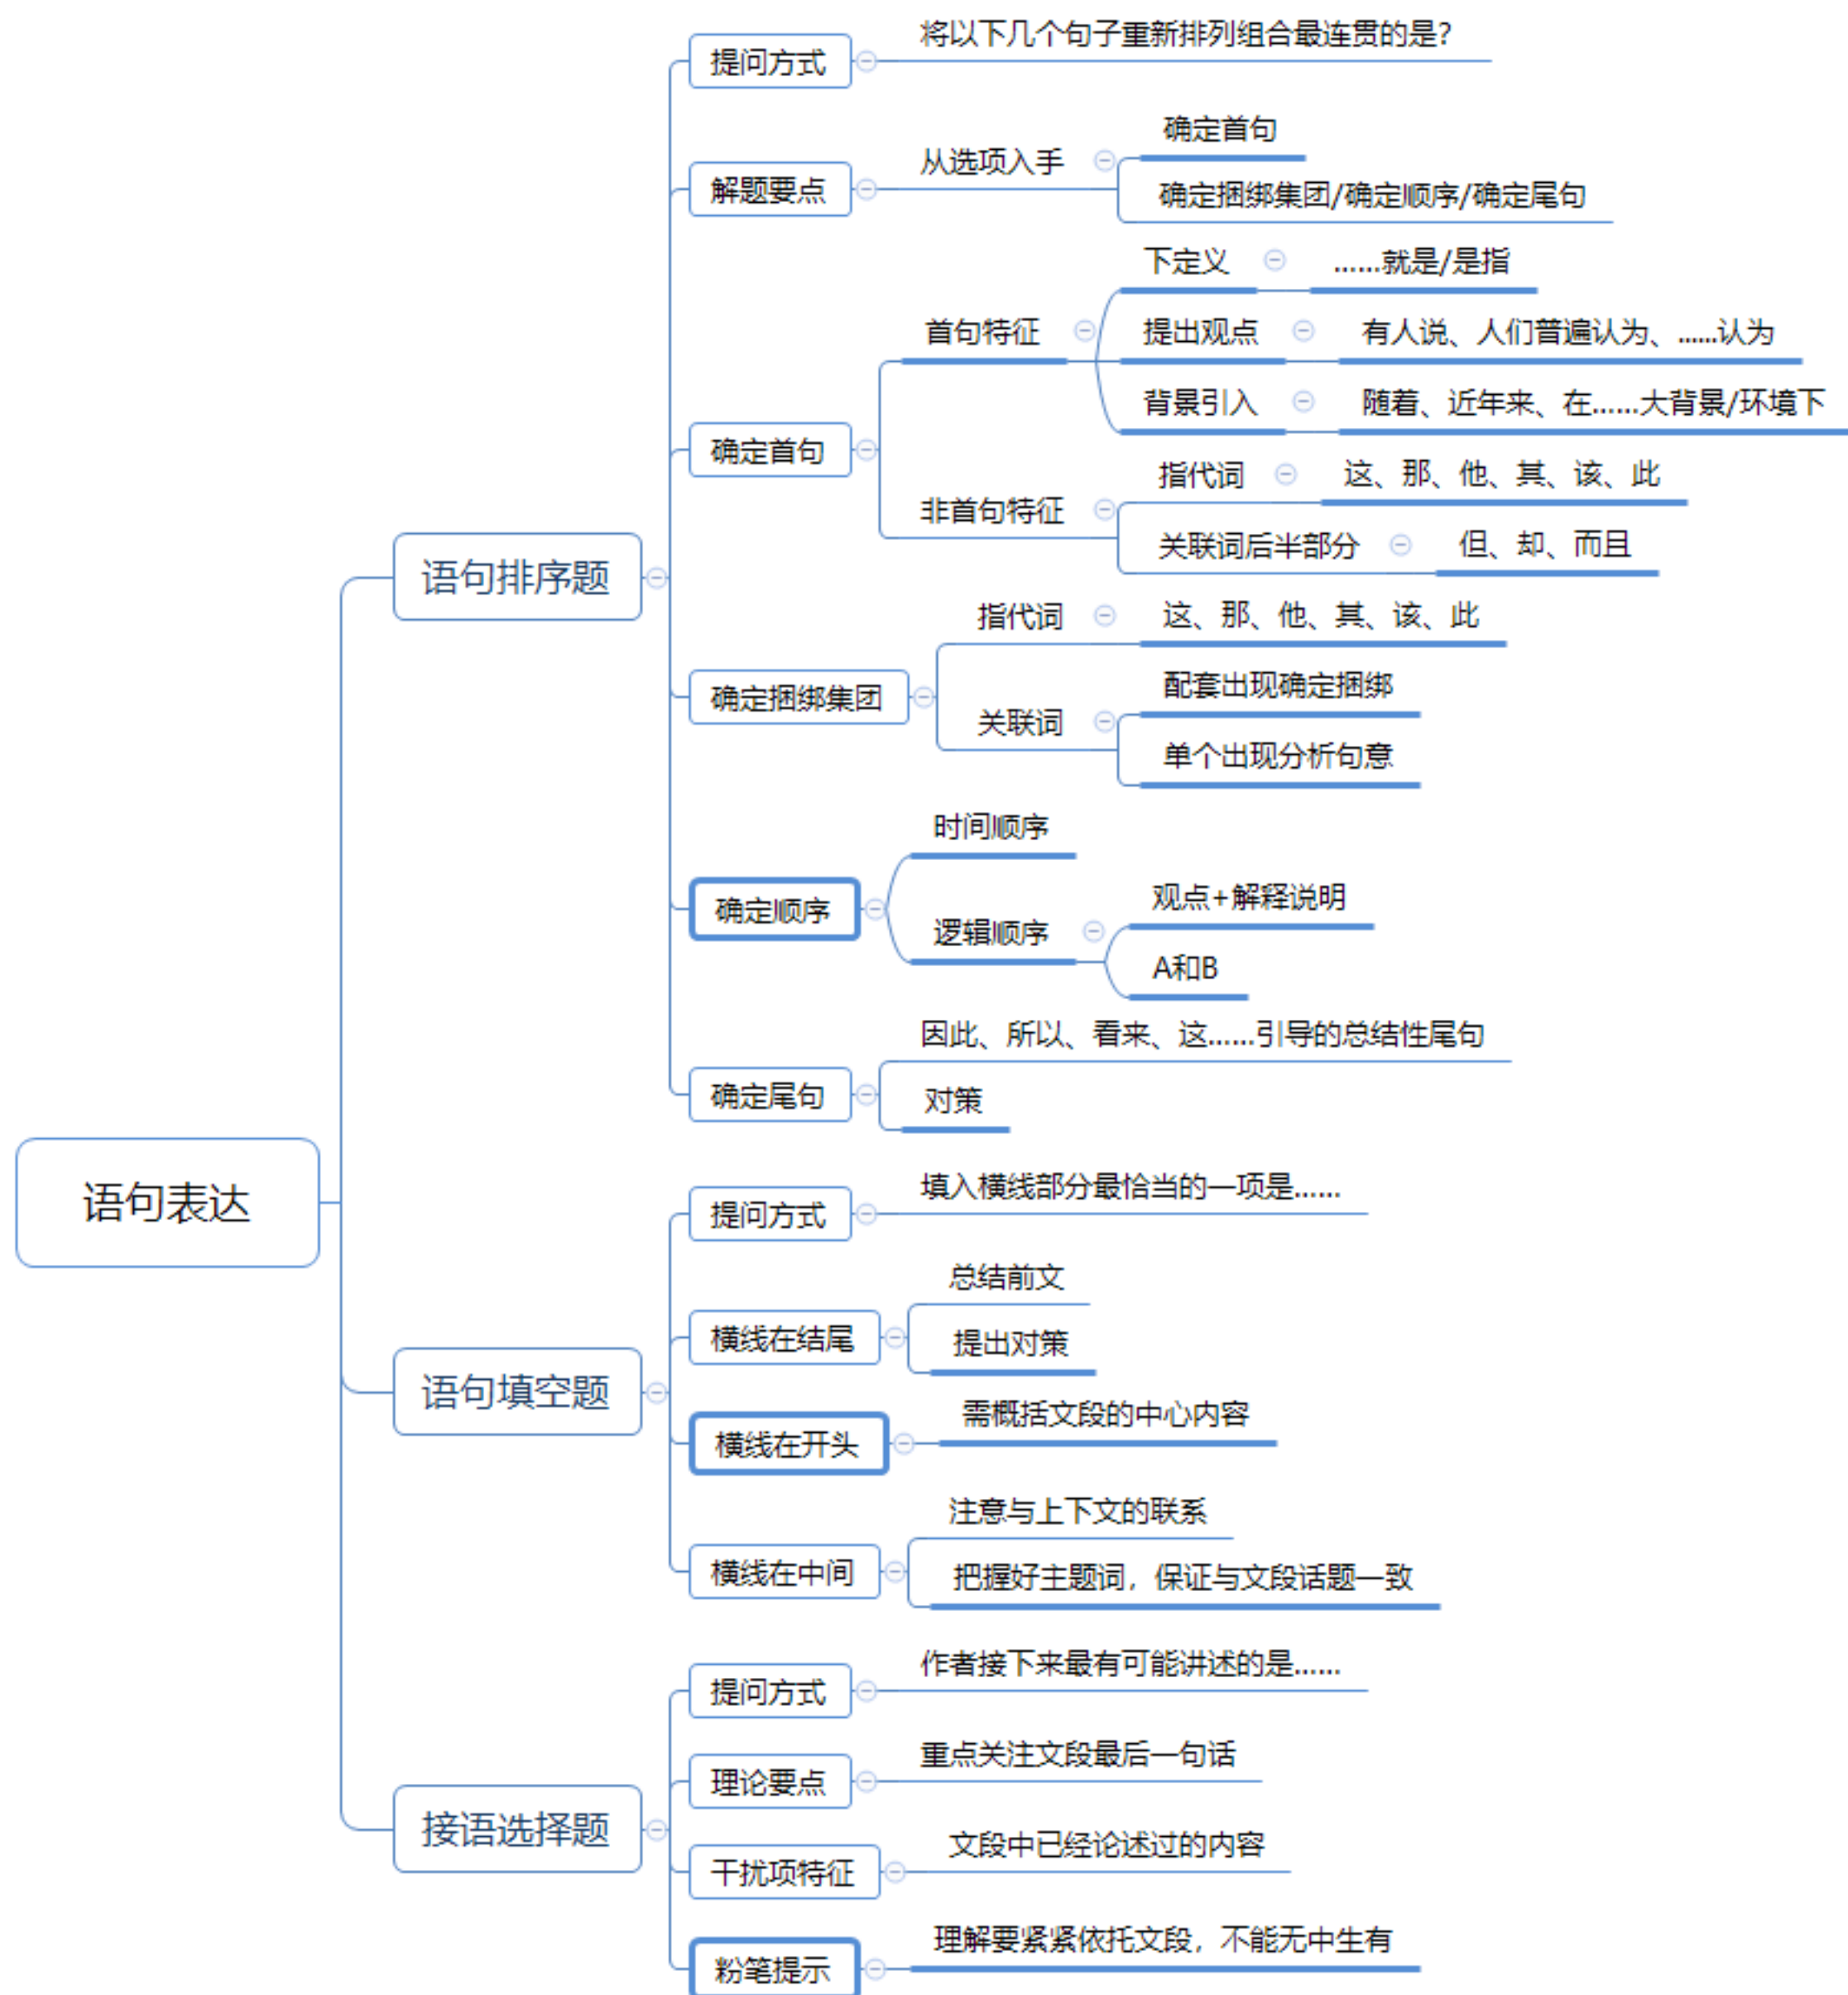 语句表达
语句排序题
提问方式
将以下几个句子重新排列组合最连贯的是?
解题要点
从选项入手
确定首句
确定捆绑集团/确定顺序/确定尾句
确定首句
首句特征
下定义
......就是/是指
提出观点
有人说、人们普遍认为、......认为
背景引入
随着、近年来、在......大背景/环境下
非首句特征
指代词
这、那、他、其、该、此
关联词后半部分
但、却、而且
确定捆绑集团
指代词
这、那、他、其、该、此
关联词
配套出现确定捆绑
单个出现分析句意
确定顺序
时间顺序
逻辑顺序
观点+解释说明
A和B
确定尾句
因此、所以、看来、这......引导的总结性尾句
对策
语句填空题
提问方式
填入横线部分最恰当的一项是......
横线在结尾
总结前文
提出对策
横线在开头
需概括文段的中心内容
横线在中间
注意与上下文的联系
把握好主题词，保证与文段话题一致
接语选择题
提问方式
作者接下来最有可能讲述的是......
理论要点
重点关注文段最后一句话
干扰项特征
文段中已经论述过的内容
粉笔提示
理解要紧紧依托文段，不能无中生有